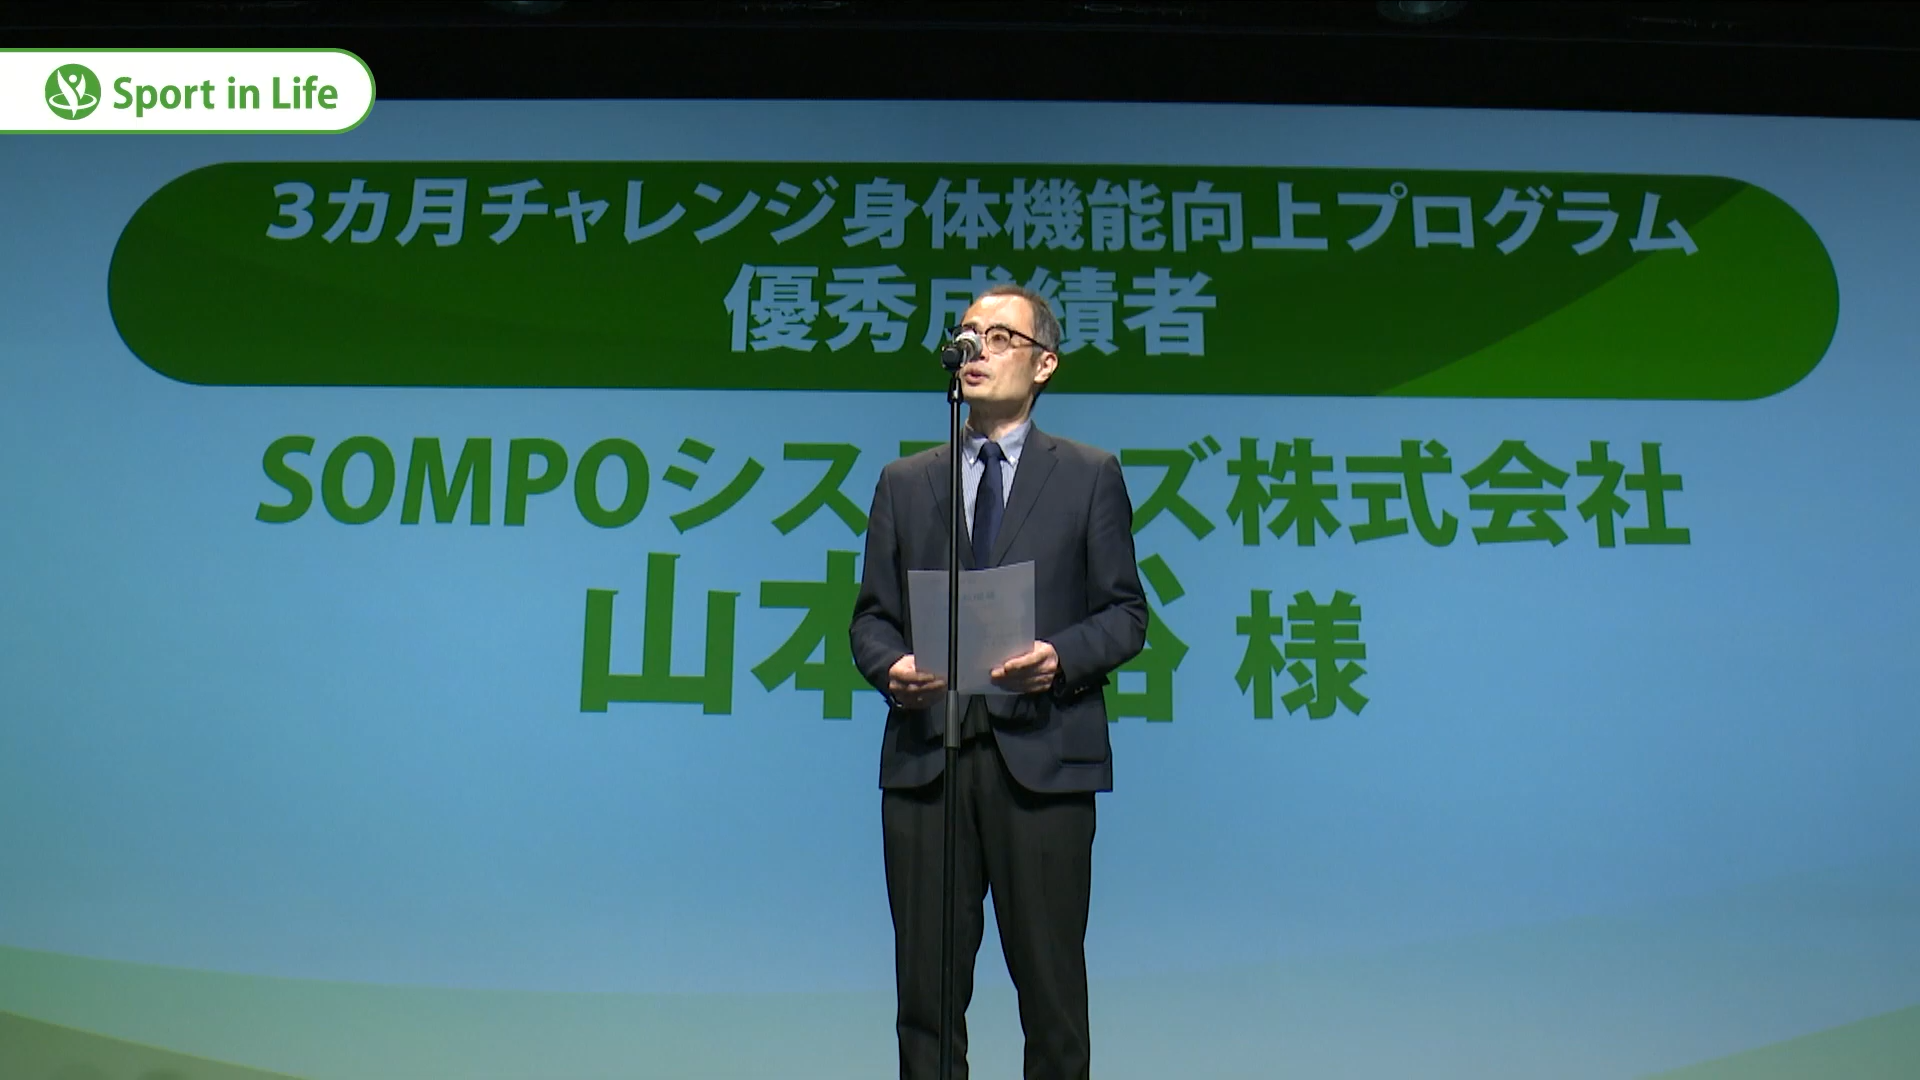 Sport in Life
3カ月チャレンジ身体機能向上プログラム
優秀成績者
SOMPOシス ズ株式会社
山本 裕 様